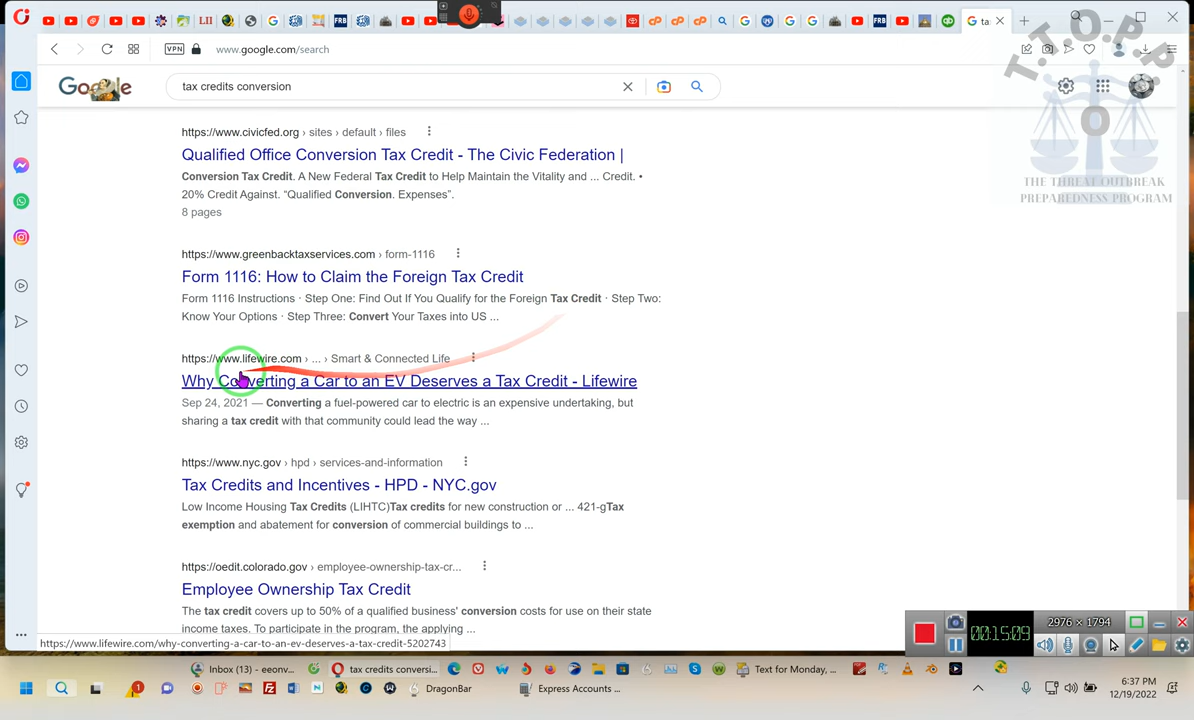 VPN
www.google.com/search
ta
T.T.O.P.P
O
THE THREAT OUTBREAK
PREPAREDNESS PROGRAM
Google
tax credits conversion
https://www.civicfed.org › sites › default › files
Qualified Office Conversion Tax Credit - The Civic Federation |
Conversion Tax Credit. A New Federal Tax Credit to Help Maintain the Vitality and ... Credit. •
20% Credit Against. “Qualified Conversion. Expenses”.
8 pages
https://www.greenbacktaxservices.com › form-1116
Form 1116: How to Claim the Foreign Tax Credit
Form 1116 Instructions · Step One: Find Out If You Qualify for the Foreign Tax Credit · Step Two:
Know Your Options · Step Three: Convert Your Taxes into US ...
https://www.lifewire.com › ... › Smart & Connected Life
Why Converting a Car to an EV Deserves a Tax Credit - Lifewire
Sep 24, 2021 — Converting a fuel-powered car to electric is an expensive undertaking, but
sharing a tax credit with that community could lead the way ...
https://www.nyc.gov › hpd › services-and-information
Tax Credits and Incentives - HPD - NYC.gov
Low Income Housing Tax Credits (LIHTC)Tax credits for new construction or ... 421-gTax
exemption and abatement for conversion of commercial buildings to ...
https://oedit.colorado.gov › employee-ownership-tax-cr...
Employee Ownership Tax Credit
The tax credit covers up to 50% of a qualified business' conversion costs for use on their state
income taxes. To participate in the program, the applying ...
https://www.lifewire.com/why-converting-a-car-to-an-ev-deserves-a-tax-credit-5202743
2976 × 1794
00:15:09
Inbox (13) - eeonv...
tax credits conversi...
Text for Monday, ...
DragonBar
Express Accounts ...
6:37 PM
12/19/2022